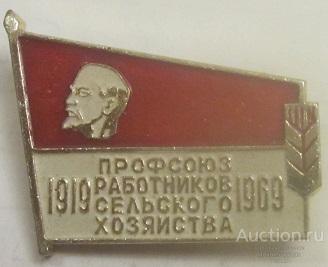 ПРОФСОЮЗ
1919 РАБОТНИКОВ 1969
СЕЛЬСКОГО
ХОЗЯЙСТВА
Auction.ru